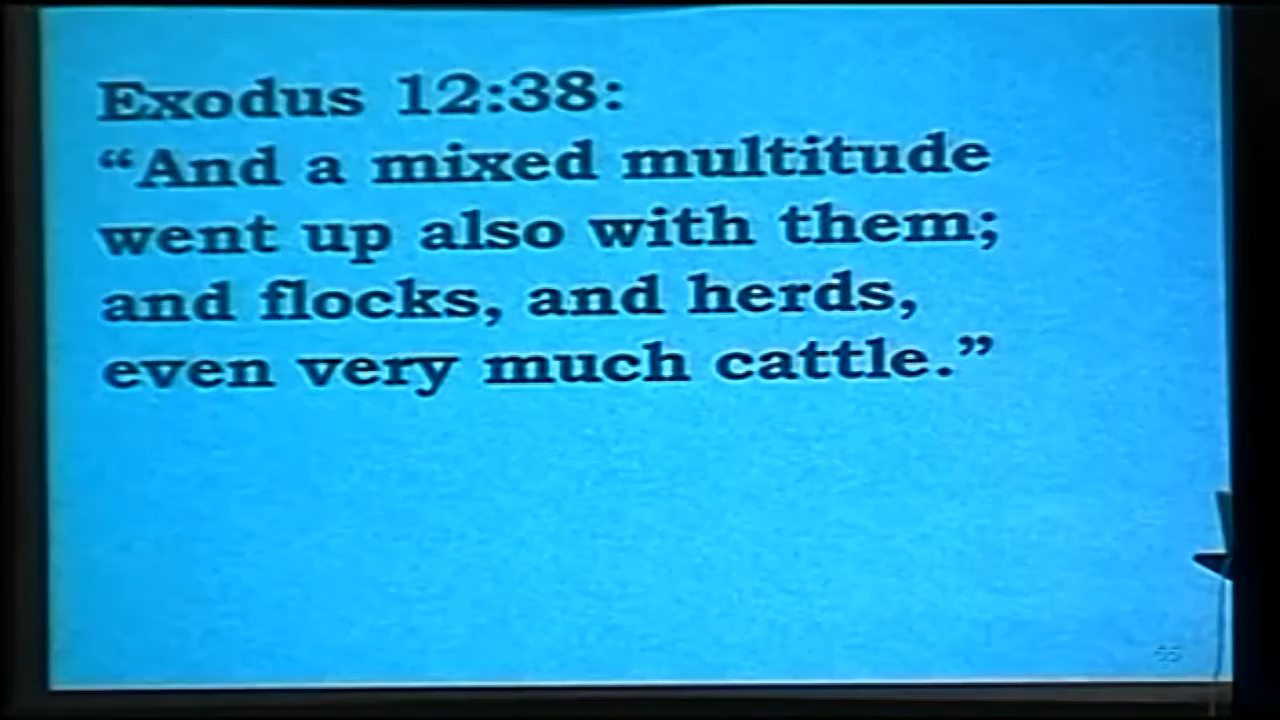 Exodus 12:38:
“And a mixed multitude
went up also with them;
and flocks, and herds,
even very much cattle.”